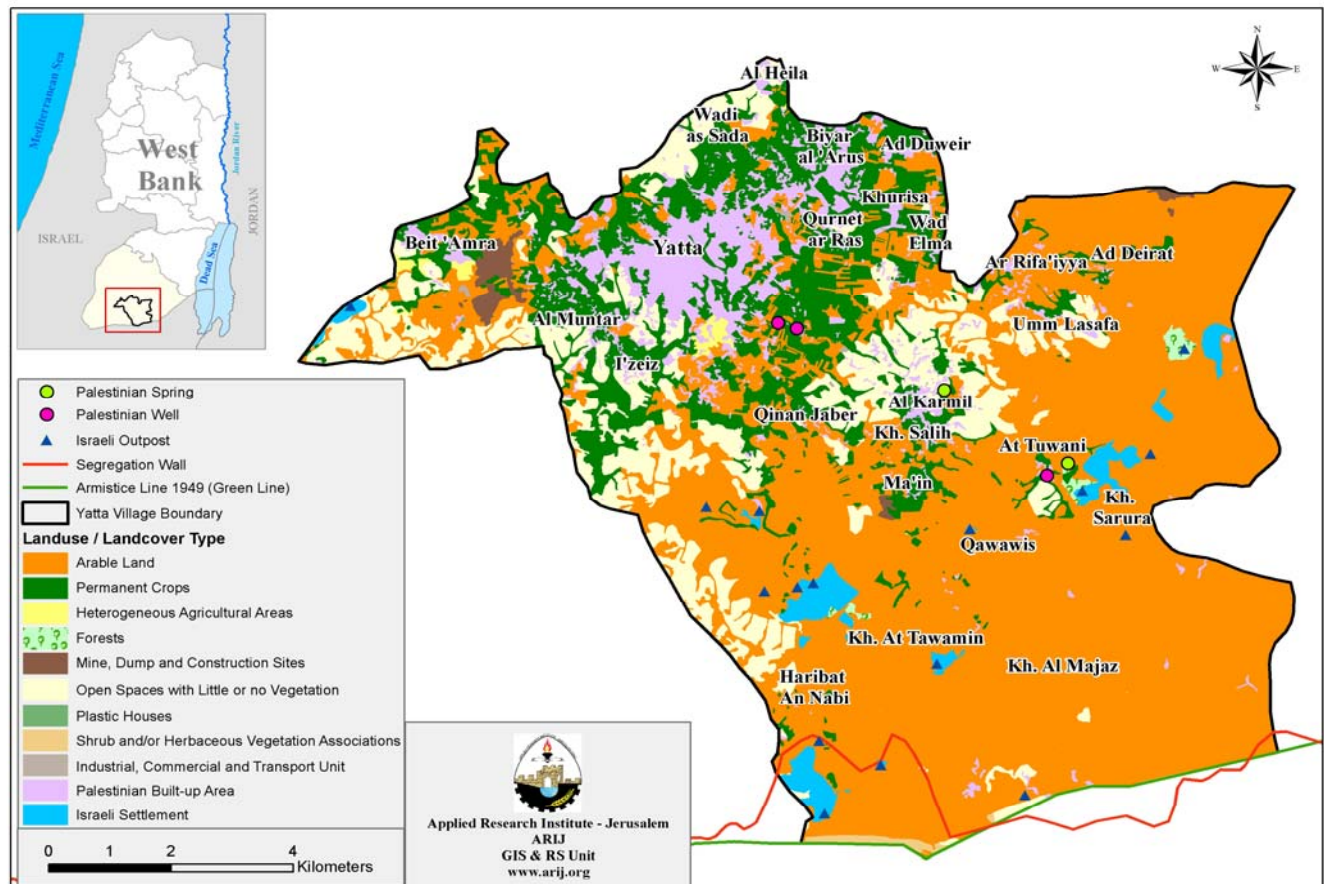 Mediterranean Sea
West
Bank
Jordan River
ISRAEL
JORDAN
Dead Sea
N
W
E
S
Al Heila
Wadi
as Sada
Biyar
al 'Arus
Ad Duweir
Khurisa
Qurnet
ar Ras
Wad
Elma
Yatta
Beit 'Amra
Ar Rifa'iyya
Ad Deirat
Umm Lasafa
Al Muntar
I'zeiz
Al Karmil
Qinan Jaber
Kh. Salih
At Tuwani
Ma'in
Kh.
Sarura
Qawawis
Kh. At Tawamin
Kh. Al Majaz
Haribat
An Nabi
Palestinian Spring
Palestinian Well
Israeli Outpost
Segregation Wall
Armistice Line 1949 (Green Line)
Yatta Village Boundary
Landuse / Landcover Type
Arable Land
Permanent Crops
Heterogeneous Agricultural Areas
Forests
Mine, Dump and Construction Sites
Open Spaces with Little or no Vegetation
Plastic Houses
Shrub and/or Herbaceous Vegetation Associations
Industrial, Commercial and Transport Unit
Palestinian Built-up Area
Israeli Settlement
0 1 2 4
Kilometers
Applied Research Institute - Jerusalem
ARIJ
GIS & RS Unit
www.arij.org